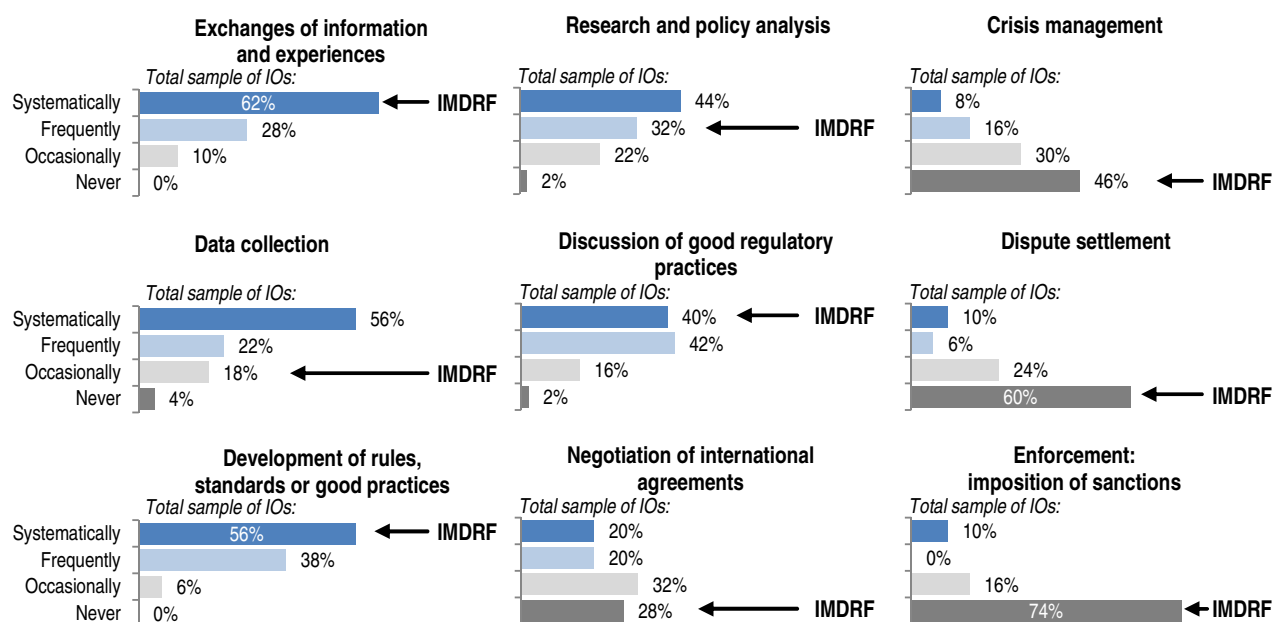 Exchanges of information
and experiences
Total sample of IOs:
Systematically 62% IMDRF
Frequently 28%
Occasionally 10%
Never 0%
Research and policy analysis
Total sample of IOs:
44%
32% IMDRF
22%
2%
Crisis management
Total sample of IOs:
8%
16%
30%
46% IMDRF
Data collection
Total sample of IOs:
Systematically 56%
Frequently 22%
Occasionally 18% IMDRF
Never 4%
Discussion of good regulatory
practices
Total sample of IOs:
40% IMDRF
42%
16%
2%
Dispute settlement
Total sample of IOs:
10%
6%
24%
60% IMDRF
Development of rules,
standards or good practices
Total sample of IOs:
Systematically 56% IMDRF
Frequently 38%
Occasionally 6%
Never 0%
Negotiation of international
agreements
Total sample of IOs:
20%
20%
32%
28% IMDRF
Enforcement:
imposition of sanctions
Total sample of IOs:
10%
0%
16%
74% IMDRF